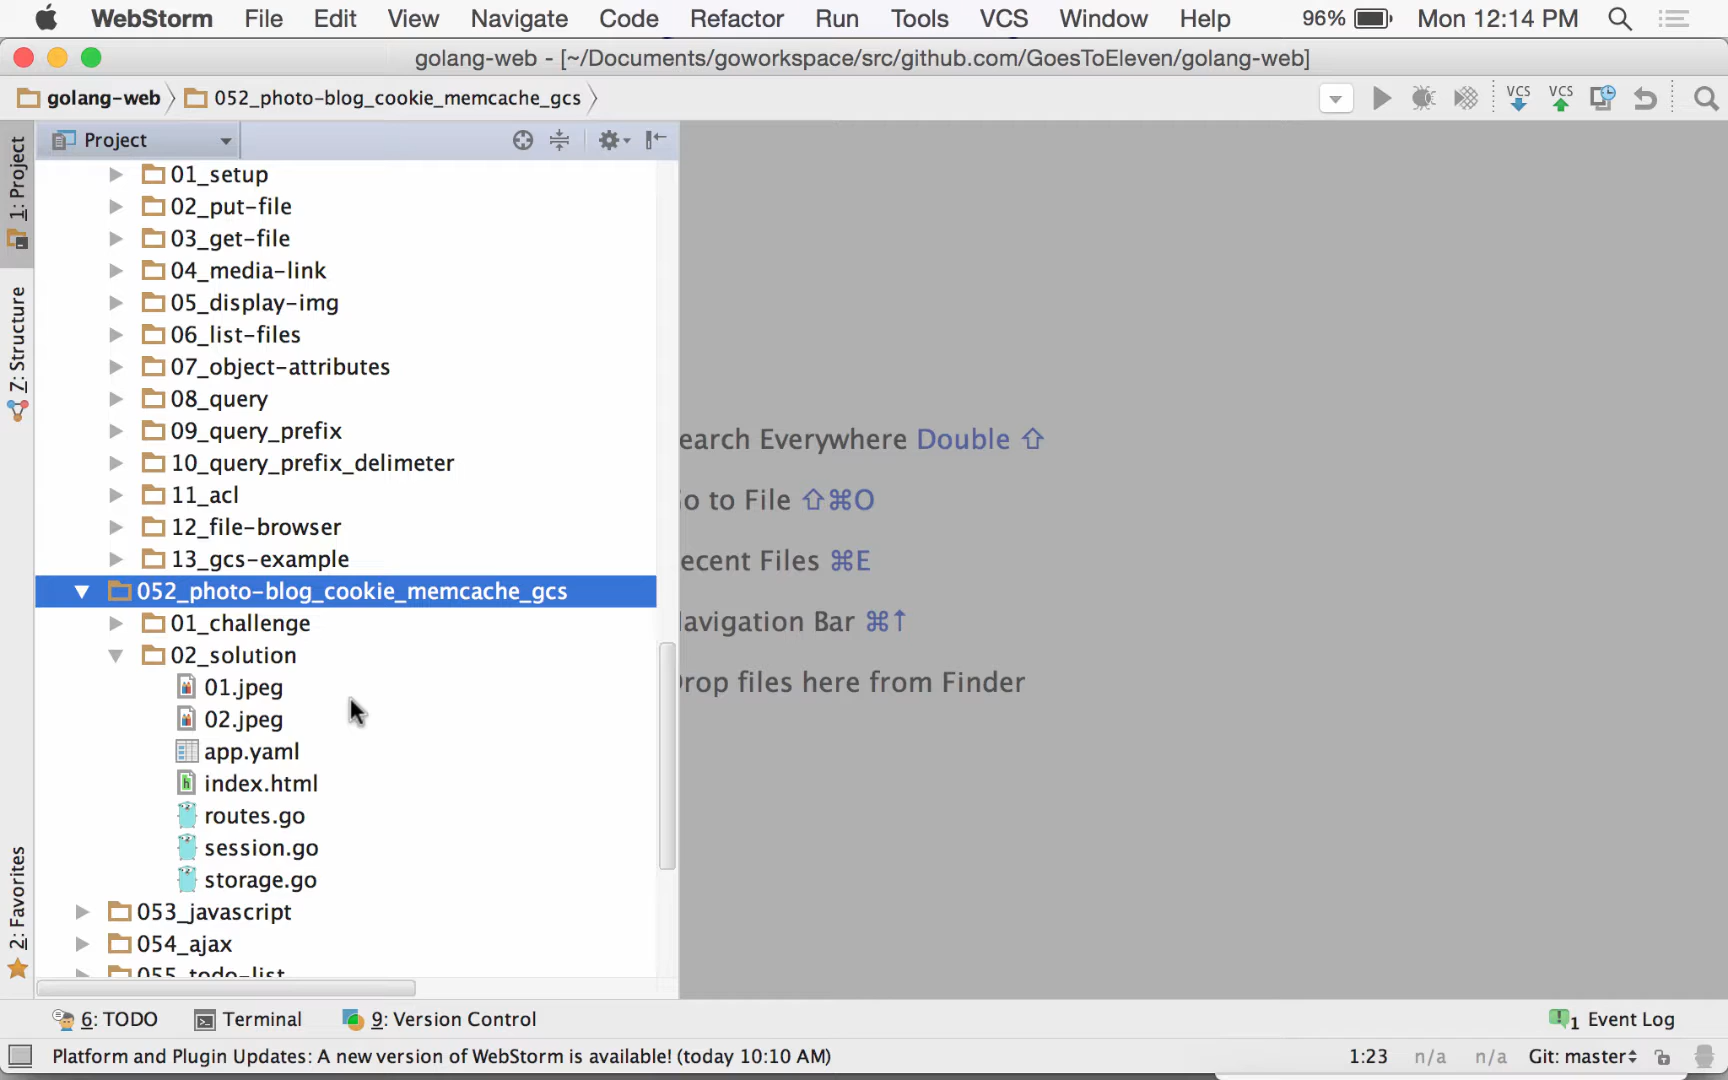 WebStorm File Edit View Navigate Code Refactor Run Tools VCS Window Help 96% Mon 12:14 PM
golang-web - [~/Documents/goworkspace/src/github.com/GoesToEleven/golang-web]
golang-web 052_photo-blog_cookie_memcache_gcs VCS VCS
1: Project
Project
01_setup
02_put-file
03_get-file
04_media-link
05_display-img
06_list-files
07_object-attributes
08_query
09_query_prefix
10_query_prefix_delimeter
11_acl
12_file-browser
13_gcs-example
052_photo-blog_cookie_memcache_gcs
01_challenge
02_solution
01.jpeg
02.jpeg
app.yaml
index.html
routes.go
session.go
storage.go
053_javascript
054_ajax
055_todo-list
7: Structure
2: Favorites
earch Everywhere Double ⇧
o to File ⇧⌘O
ecent Files ⌘E
avigation Bar ⌘↑
rop files here from Finder
6: TODO Terminal 9: Version Control 1 Event Log
Platform and Plugin Updates: A new version of WebStorm is available! (today 10:10 AM) 1:23 n/a n/a Git: master